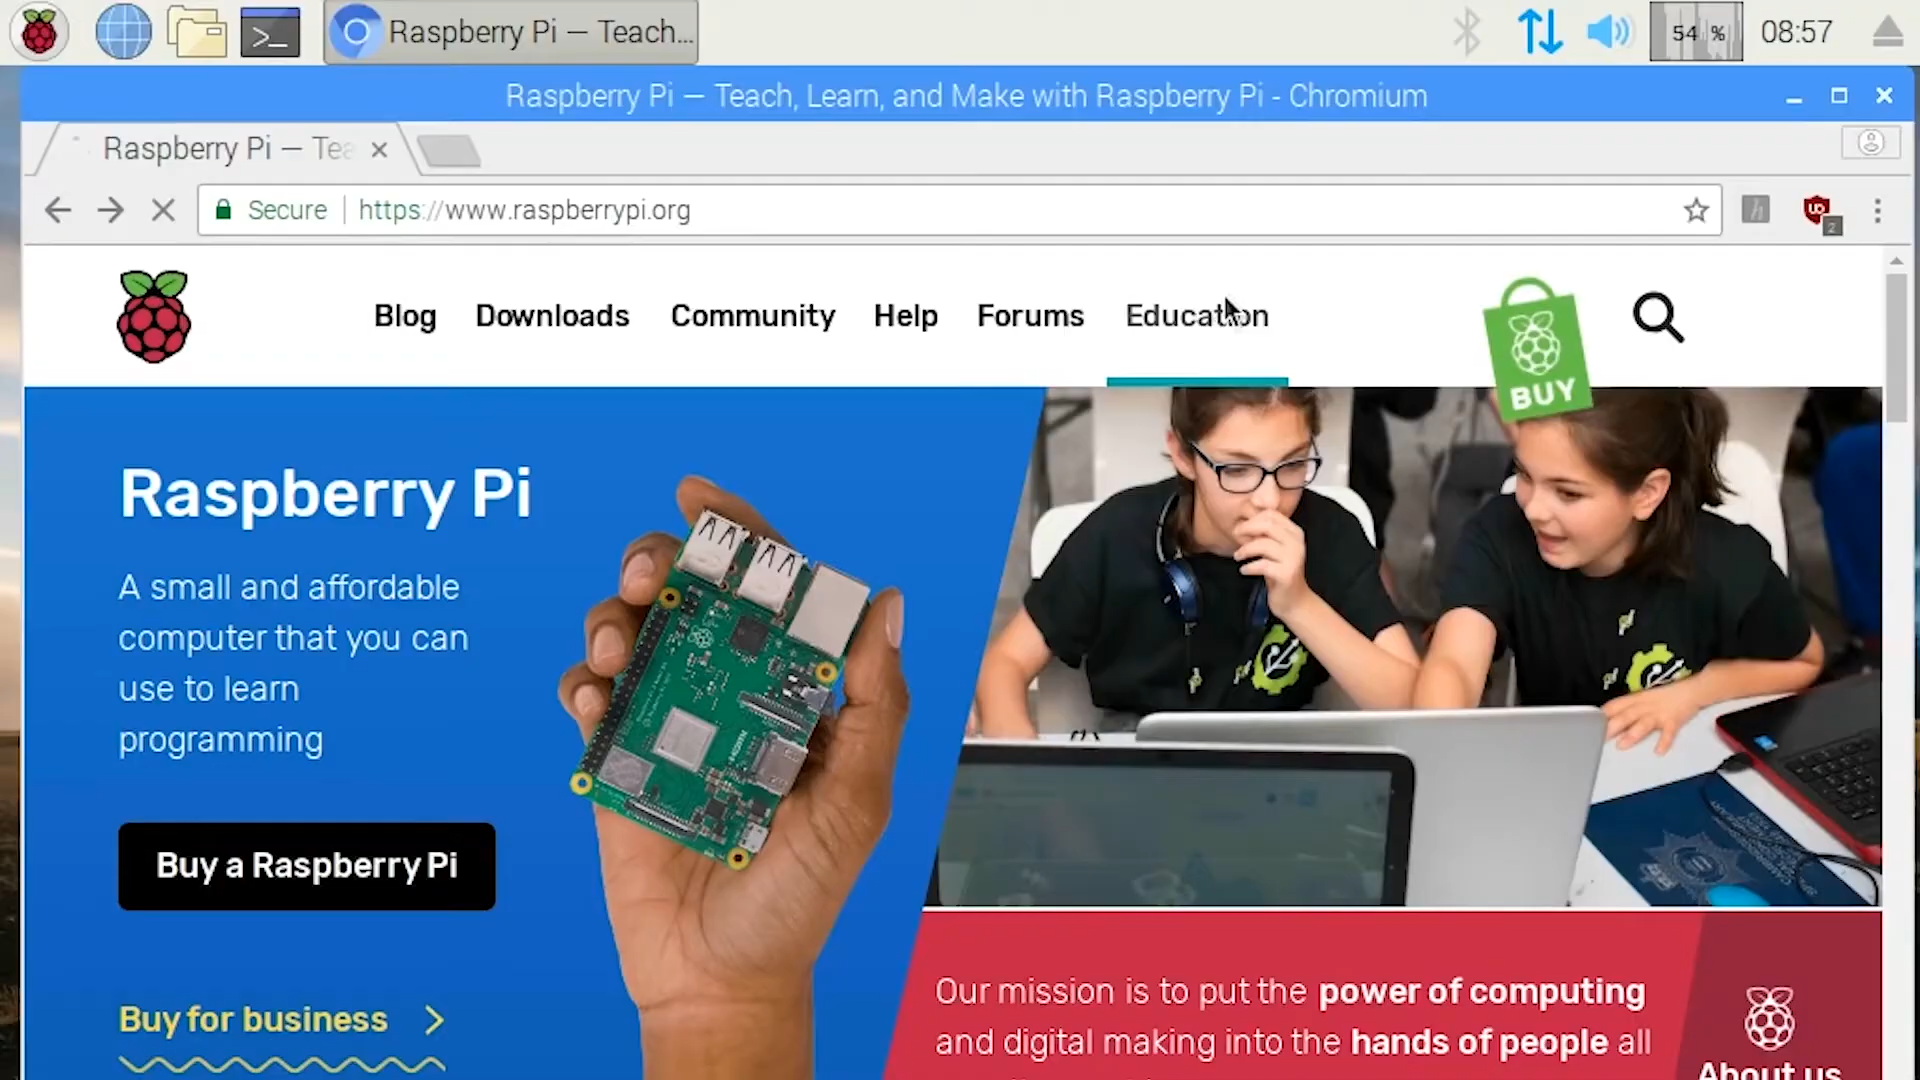 Raspberry Pi — Teach...
54 %
08:57
Raspberry Pi — Teach, Learn, and Make with Raspberry Pi - Chromium
Raspberry Pi — Tea
Secure
https://www.raspberrypi.org
2
Blog
Downloads
Community
Help
Forums
Education
BUY
Raspberry Pi
A small and affordable
computer that you can
use to learn
programming
Buy a Raspberry Pi
Buy for business
Our mission is to put the power of computing
and digital making into the hands of people all
About us